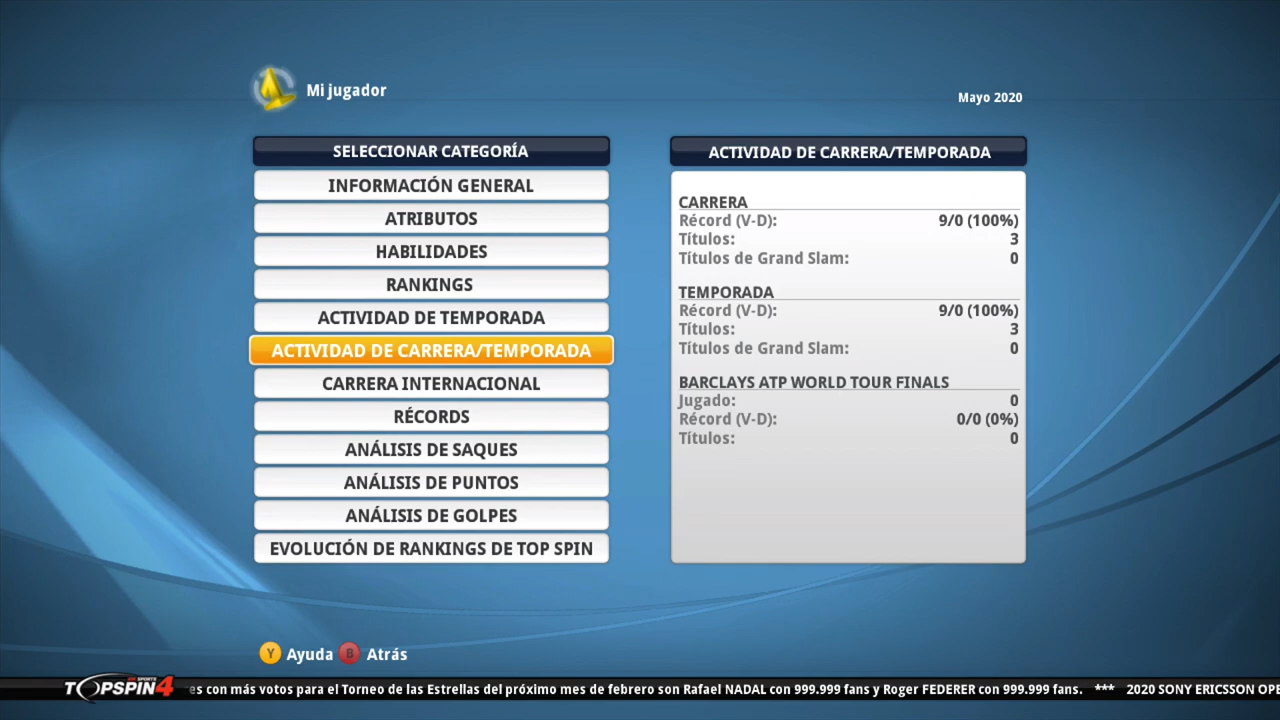 Mi jugador
Mayo 2020
SELECCIONAR CATEGORÍA
INFORMACIÓN GENERAL
ATRIBUTOS
HABILIDADES
RANKINGS
ACTIVIDAD DE TEMPORADA
ACTIVIDAD DE CARRERA/TEMPORADA
CARRERA INTERNACIONAL
RÉCORDS
ANÁLISIS DE SAQUES
ANÁLISIS DE PUNTOS
ANÁLISIS DE GOLPES
EVOLUCIÓN DE RANKINGS DE TOP SPIN
ACTIVIDAD DE CARRERA/TEMPORADA
CARRERA
Récord (V-D): 9/0 (100%)
Títulos: 3
Títulos de Grand Slam: 0
TEMPORADA
Récord (V-D): 9/0 (100%)
Títulos: 3
Títulos de Grand Slam: 0
BARCLAYS ATP WORLD TOUR FINALS
Jugado: 0
Récord (V-D): 0/0 (0%)
Títulos: 0
Y Ayuda B Atrás
2K SPORTS
TOPSPIN 4 es con más votos para el Torneo de las Estrellas del próximo mes de febrero son Rafael NADAL con 999.999 fans y Roger FEDERER con 999.999 fans. *** 2020 SONY ERICSSON OPE